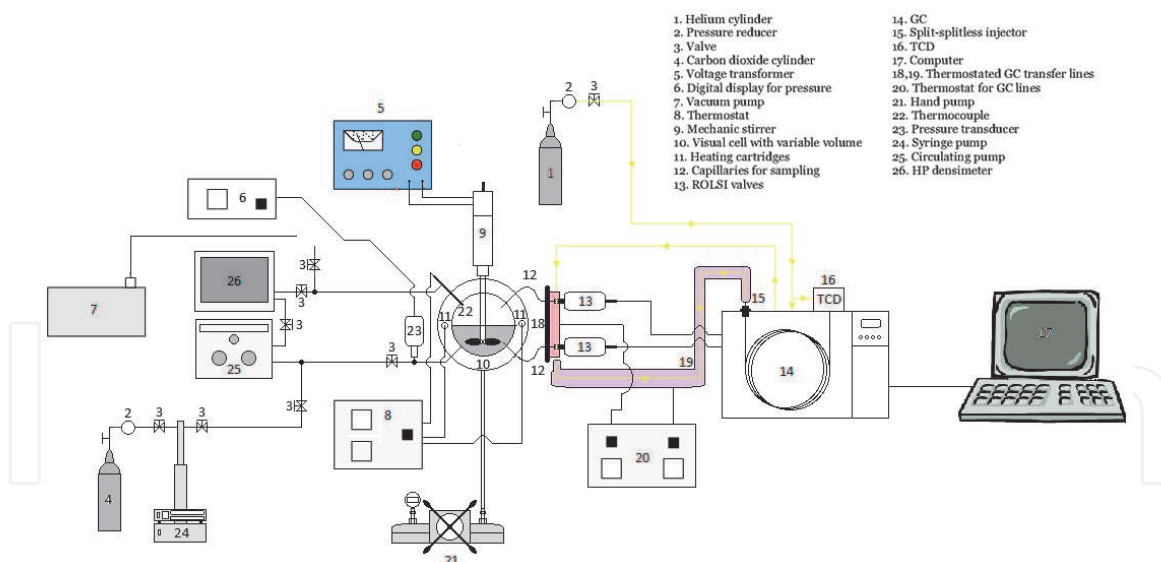 1. Helium cylinder
2. Pressure reducer
3. Valve
4. Carbon dioxide cylinder
5. Voltage transformer
6. Digital display for pressure
7. Vacuum pump
8. Thermostat
9. Mechanic stirrer
10. Visual cell with variable volume
11. Heating cartridges
12. Capillaries for sampling
13. ROLSI valves
14. GC
15. Split-splitless injector
16. TCD
17. Computer
18,19. Thermostated GC transfer lines
20. Thermostat for GC lines
21. Hand pump
22. Thermocouple
23. Pressure transducer
24. Syringe pump
25. Circulating pump
26. HP densimeter
2
3
5
1
6
9
3
12
16
26
3
22
13
15
TCD
17
7
11
11
18
3
23
3
13
25
10
12
19
14
3
8
2
3
3
20
4
24
21